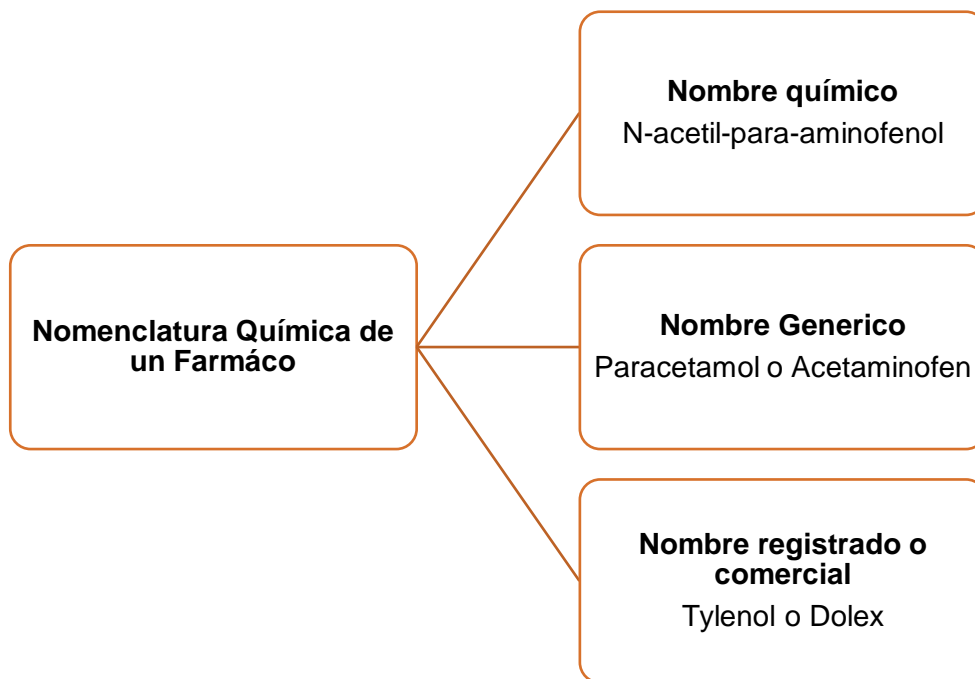 Nombre químico
N-acetil-para-aminofenol
Nomenclatura Química de
un Farmáco
Nombre Generico
Paracetamol o Acetaminofen
Nombre registrado o
comercial
Tylenol o Dolex